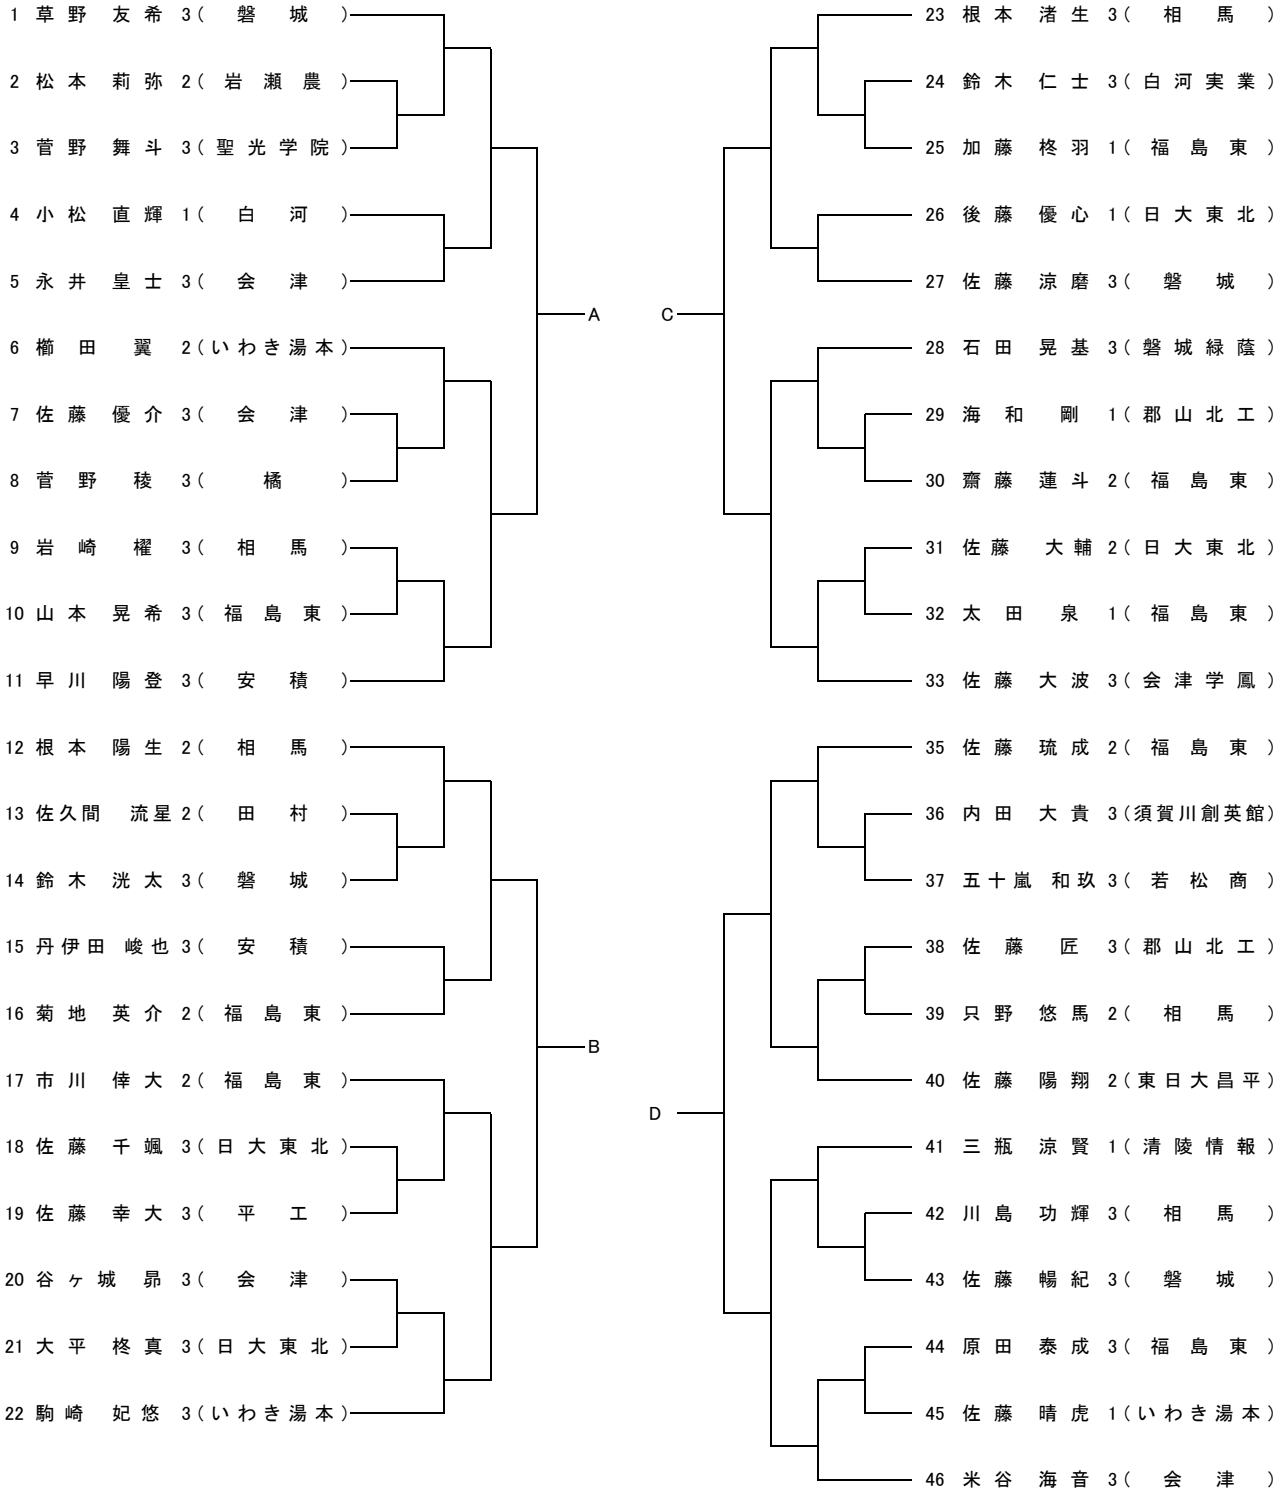 1 草野 友希 3(磐城)
2 松本 莉弥 2(岩瀬農)
3 菅野 舞斗 3(聖光学院)
4 小松 直輝 1(白河)
5 永井 皇士 3(会津)
6 櫛田 翼 2(いわき湯本)
7 佐藤 優介 3(会津)
8 菅野 稜 3(橘)
9 岩崎 櫂 3(相馬)
10 山本 晃希 3(福島東)
11 早川 陽登 3(安積)
A
12 根本 陽生 2(相馬)
13 佐久間 流星 2(田村)
14 鈴木 洸太 3(磐城)
15 丹伊田 峻也 3(安積)
16 菊地 英介 2(福島東)
17 市川 倖大 2(福島東)
18 佐藤 千颯 3(日大東北)
19 佐藤 幸大 3(平工)
20 谷ヶ城 昴 3(会津)
21 大平 柊真 3(日大東北)
22 駒崎 妃悠 3(いわき湯本)
B
23 根本 渚生 3(相馬)
24 鈴木 仁士 3(白河実業)
25 加藤 柊羽 1(福島東)
26 後藤 優心 1(日大東北)
27 佐藤 涼磨 3(磐城)
28 石田 晃基 3(磐城緑蔭)
29 海和 剛 1(郡山北工)
30 齋藤 蓮斗 2(福島東)
31 佐藤 大輔 2(日大東北)
32 太田 泉 1(福島東)
33 佐藤 大波 3(会津学鳳)
C
35 佐藤 琉成 2(福島東)
36 内田 大貴 3(須賀川創英館)
37 五十嵐 和玖 3(若松商)
38 佐藤 匠 3(郡山北工)
39 只野 悠馬 2(相馬)
40 佐藤 陽翔 2(東日大昌平)
41 三瓶 涼賢 1(清陵情報)
42 川島 功輝 3(相馬)
43 佐藤 暢紀 3(磐城)
44 原田 泰成 3(福島東)
45 佐藤 晴虎 1(いわき湯本)
46 米谷 海音 3(会津)
D